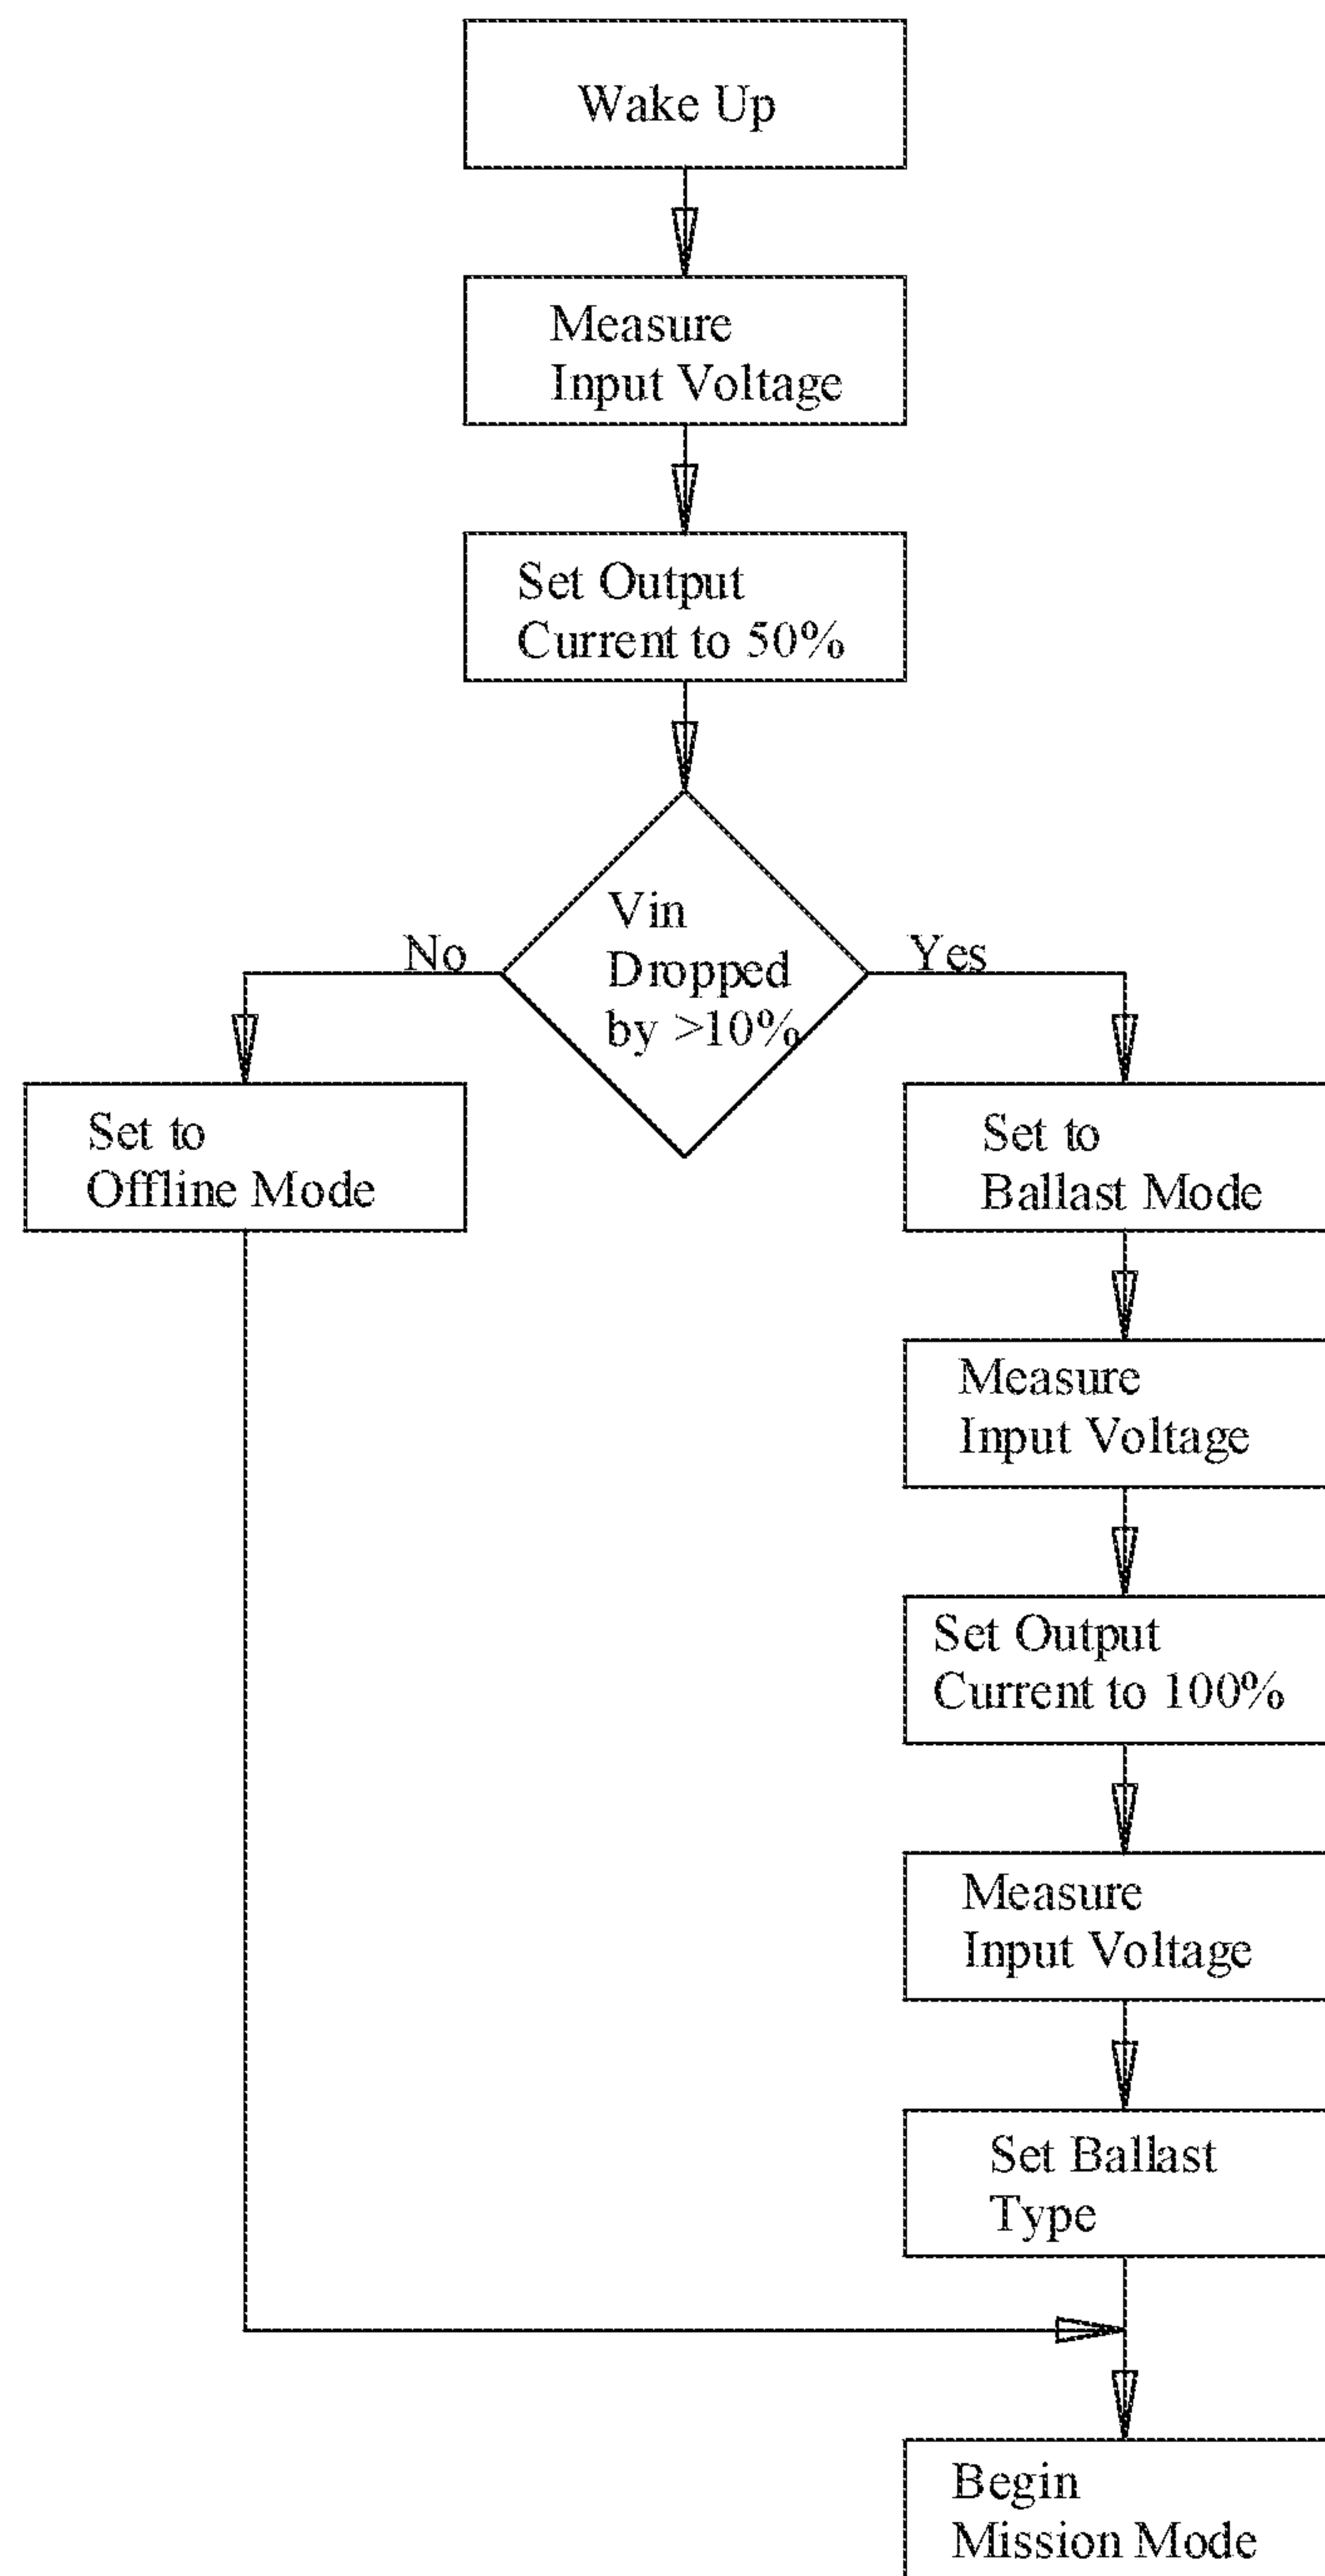 Wake Up
Measure
Input Voltage
Set Output
Current to 50%
Vin
Dropped
by >10%
No
Yes
Set to
Offline Mode
Set to
Ballast Mode
Measure
Input Voltage
Set Output
Current to 100%
Measure
Input Voltage
Set Ballast
Type
Begin
Mission Mode